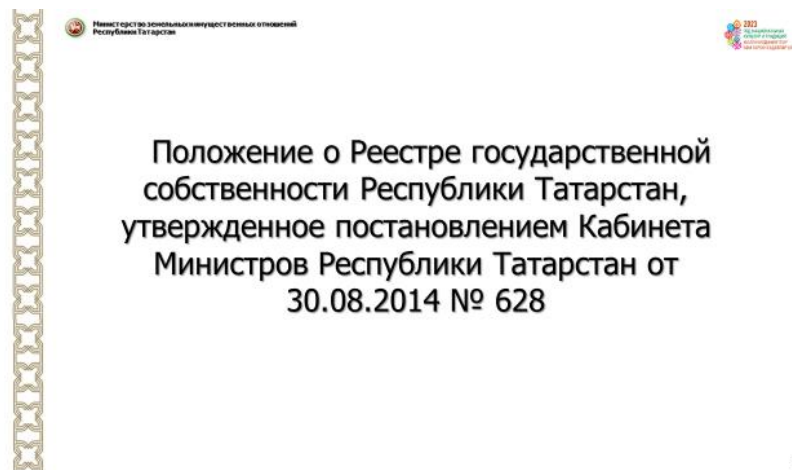 Министерство земельных и имущественных отношений
Республики Татарстан
2023
Положение о Реестре государственной
собственности Республики Татарстан,
утвержденное постановлением Кабинета
Министров Республики Татарстан от
30.08.2014 № 628